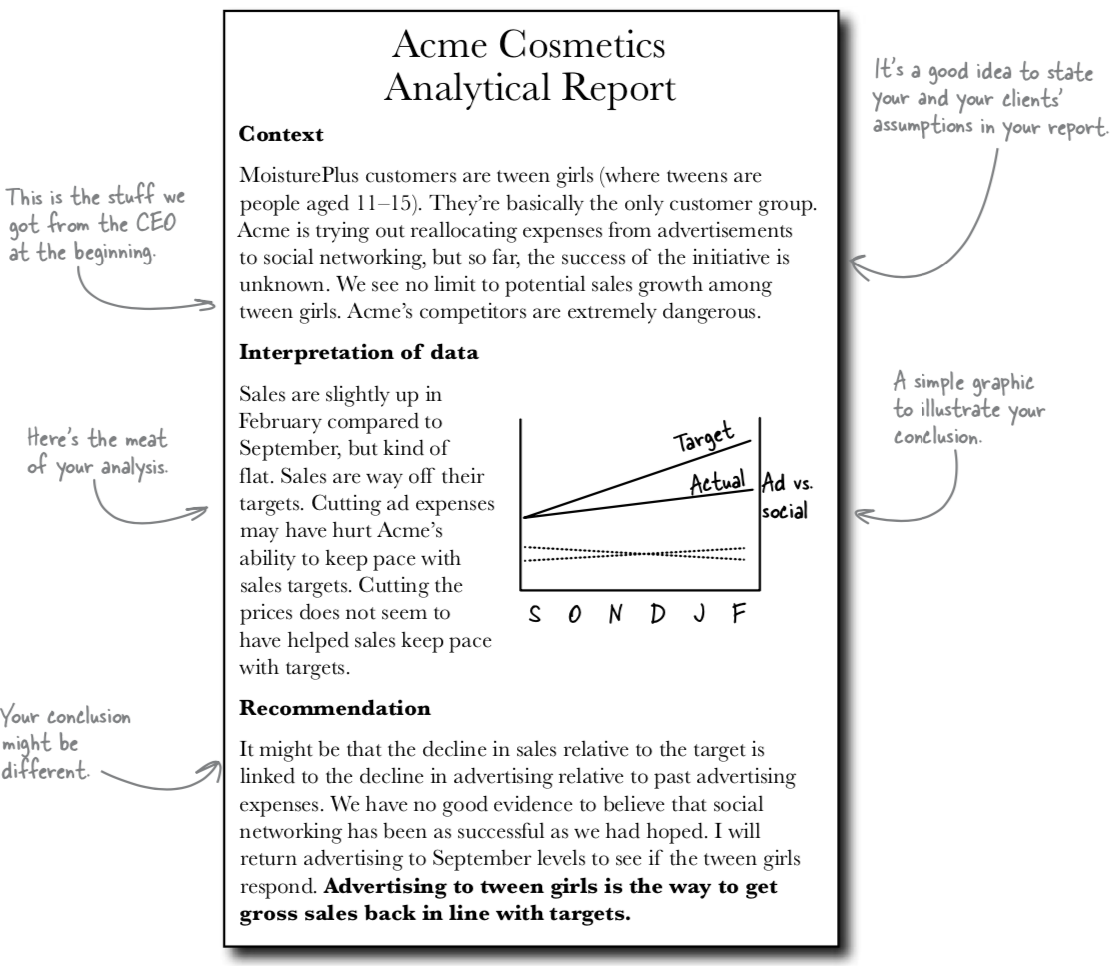 Acme Cosmetics
Analytical Report
It's a good idea to state
your and your clients'
assumptions in your report.
Context
This is the stuff we
got from the CEO
at the beginning.
MoisturePlus customers are tween girls (where tweens are
people aged 11–15). They're basically the only customer group.
Acme is trying out reallocating expenses from advertisements
to social networking, but so far, the success of the initiative is
unknown. We see no limit to potential sales growth among
tween girls. Acme's competitors are extremely dangerous.
Interpretation of data
Here's the meat
of your analysis.
Sales are slightly up in
February compared to
September, but kind of
flat. Sales are way off their
targets. Cutting ad expenses
may have hurt Acme's
ability to keep pace with
sales targets. Cutting the
prices does not seem to
have helped sales keep pace
with targets.
A simple graphic
to illustrate your
conclusion.
Target
Actual
Ad vs.
social
S O N D J F
Recommendation
Your conclusion
might be
different.
It might be that the decline in sales relative to the target is
linked to the decline in advertising relative to past advertising
expenses. We have no good evidence to believe that social
networking has been as successful as we had hoped. I will
return advertising to September levels to see if the tween girls
respond. Advertising to tween girls is the way to get
gross sales back in line with targets.